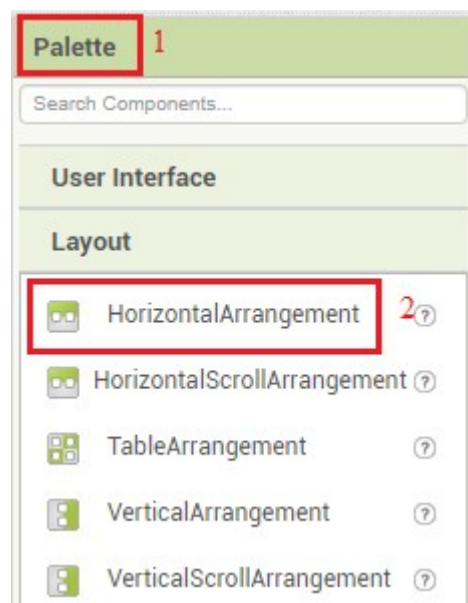 Palette 1
Search Components...
User Interface
Layout
HorizontalArrangement 2 ?
HorizontalScrollArrangement ?
TableArrangement ?
VerticalArrangement ?
VerticalScrollArrangement ?